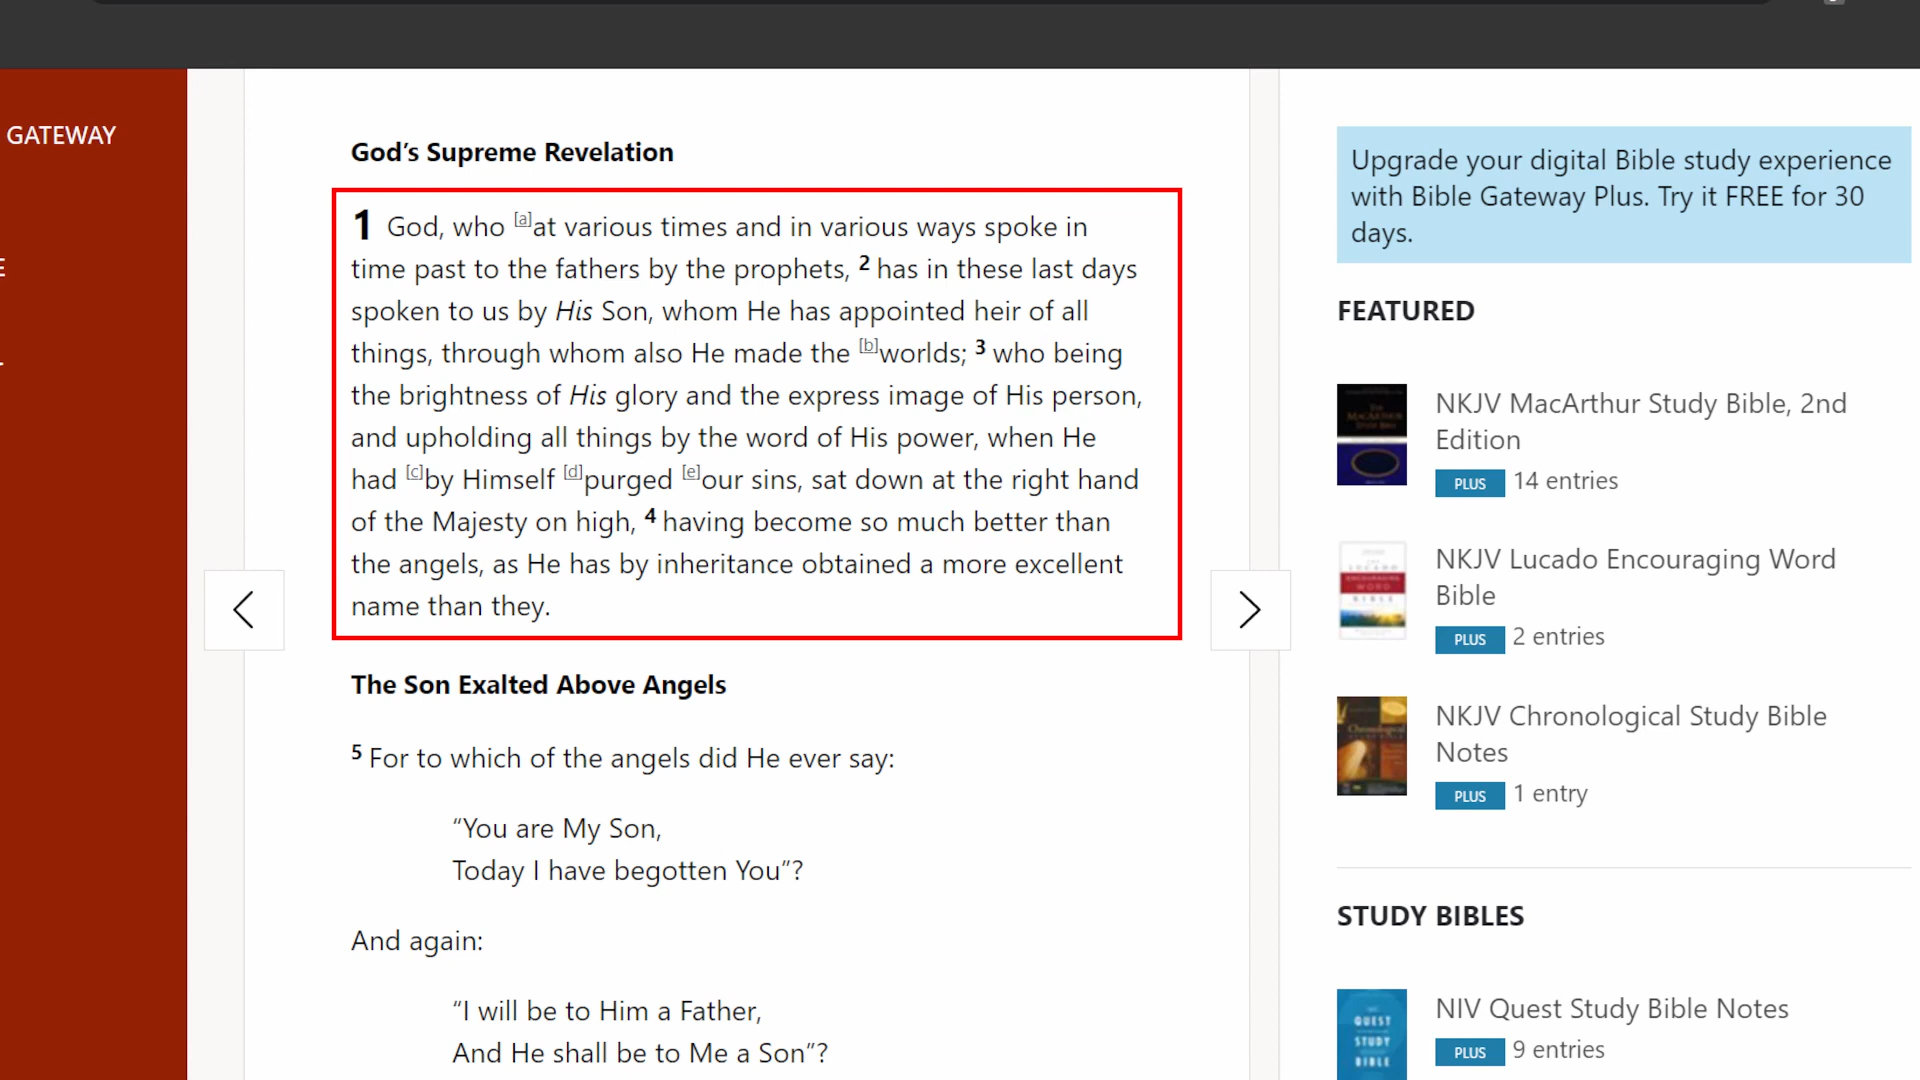 GATEWAY
E
God’s Supreme Revelation
1 God, who [a]at various times and in various ways spoke in
time past to the fathers by the prophets, 2 has in these last days
spoken to us by His Son, whom He has appointed heir of all
things, through whom also He made the [b]worlds; 3 who being
the brightness of His glory and the express image of His person,
and upholding all things by the word of His power, when He
had [c]by Himself [d]purged [e]our sins, sat down at the right hand
of the Majesty on high, 4 having become so much better than
the angels, as He has by inheritance obtained a more excellent
name than they.
The Son Exalted Above Angels
5 For to which of the angels did He ever say:
“You are My Son,
Today I have begotten You”?
And again:
“I will be to Him a Father,
And He shall be to Me a Son”?
Upgrade your digital Bible study experience
with Bible Gateway Plus. Try it FREE for 30
days.
FEATURED
NKJV MacArthur Study Bible, 2nd
Edition
PLUS 14 entries
NKJV Lucado Encouraging Word
Bible
PLUS 2 entries
NKJV Chronological Study Bible
Notes
PLUS 1 entry
STUDY BIBLES
QUEST
STUDY
BIBLE
NIV Quest Study Bible Notes
PLUS 9 entries